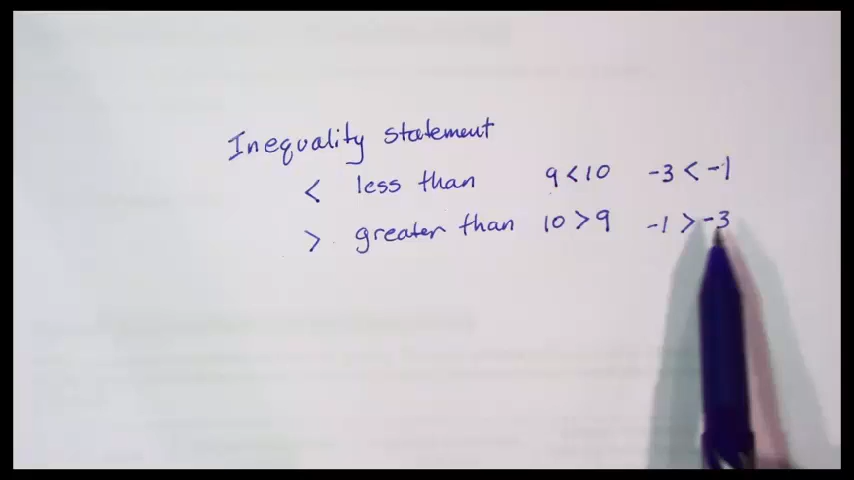 Inequality statement
< less than 9 < 10 -3 < -1
> greater than 10 > 9 -1 > -3